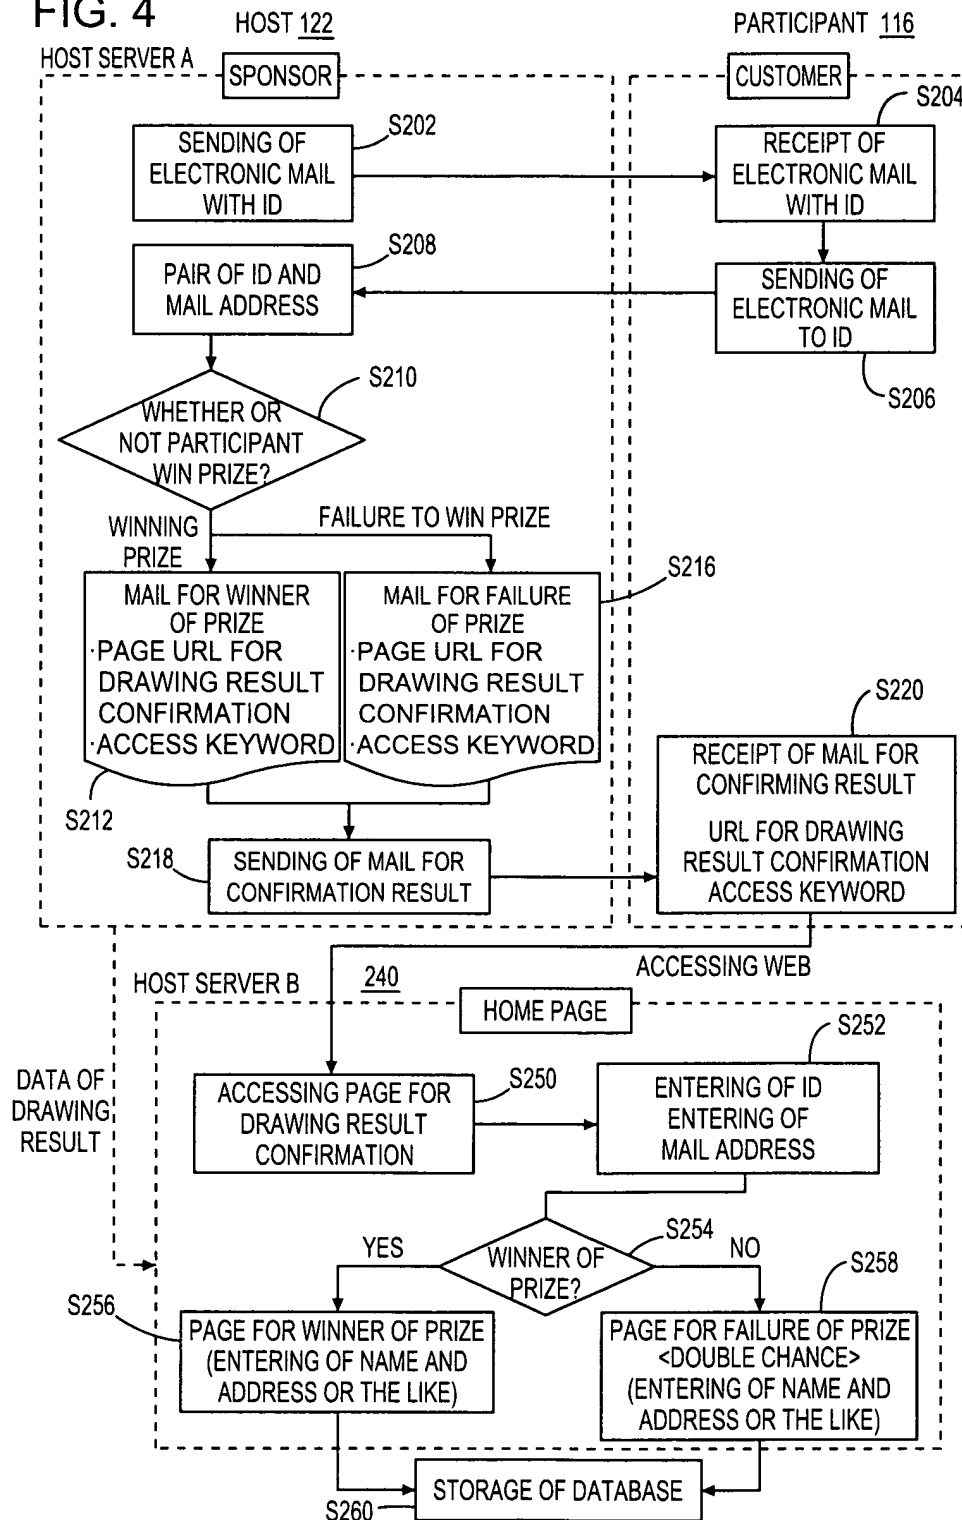 FIG. 4
HOST 122
PARTICIPANT 116
HOST SERVER A
SPONSOR
CUSTOMER
S202
SENDING OF
ELECTRONIC MAIL
WITH ID
S204
RECEIPT OF
ELECTRONIC MAIL
WITH ID
S208
PAIR OF ID AND
MAIL ADDRESS
SENDING OF
ELECTRONIC MAIL
TO ID
S206
S210
WHETHER OR
NOT PARTICIPANT
WIN PRIZE?
WINNING
PRIZE
FAILURE TO WIN PRIZE
MAIL FOR WINNER
OF PRIZE
·PAGE URL FOR
DRAWING RESULT
CONFIRMATION
·ACCESS KEYWORD
S212
S216
MAIL FOR FAILURE
OF PRIZE
·PAGE URL FOR
DRAWING RESULT
CONFIRMATION
·ACCESS KEYWORD
S218
SENDING OF MAIL FOR
CONFIRMATION RESULT
S220
RECEIPT OF MAIL FOR
CONFIRMING RESULT
URL FOR DRAWING
RESULT CONFIRMATION
ACCESS KEYWORD
ACCESSING WEB
HOST SERVER B
240
HOME PAGE
DATA OF
DRAWING
RESULT
S250
ACCESSING PAGE FOR
DRAWING RESULT
CONFIRMATION
S252
ENTERING OF ID
ENTERING OF
MAIL ADDRESS
S254
WINNER OF
PRIZE?
YES
NO
S256
PAGE FOR WINNER OF PRIZE
(ENTERING OF NAME AND
ADDRESS OR THE LIKE)
S258
PAGE FOR FAILURE OF PRIZE
<DOUBLE CHANCE>
(ENTERING OF NAME AND
ADDRESS OR THE LIKE)
STORAGE OF DATABASE
S260